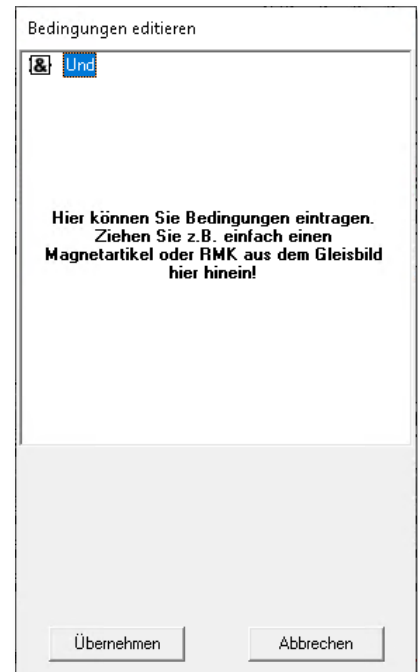 Bedingungen editieren
& Und
Hier können Sie Bedingungen eintragen.
Ziehen Sie z.B. einfach einen
Magnetartikel oder RMK aus dem Gleisbild
hier hinein!
Übernehmen
Abbrechen